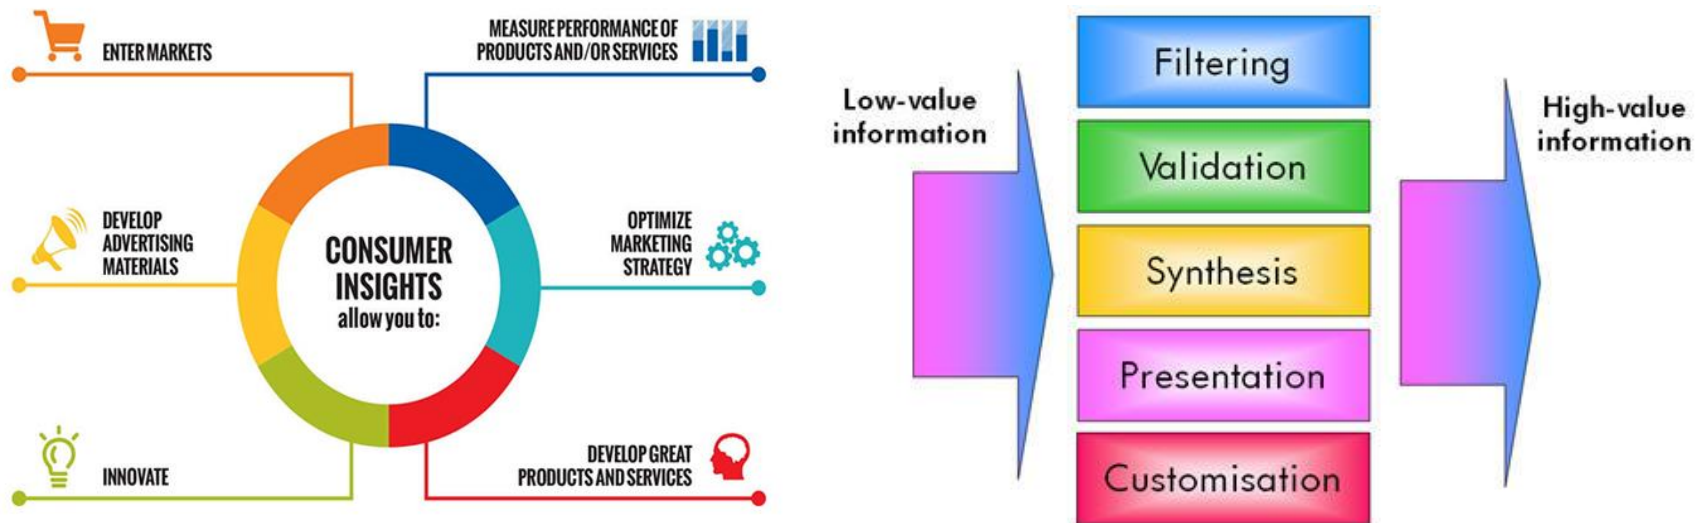 ENTER MARKETS
MEASURE PERFORMANCE OF
PRODUCTS AND/OR SERVICES
DEVELOP
ADVERTISING
MATERIALS
CONSUMER
INSIGHTS
allow you to:
OPTIMIZE
MARKETING
STRATEGY
INNOVATE
DEVELOP GREAT
PRODUCTS AND SERVICES
Low-value
information
Filtering
Validation
Synthesis
Presentation
Customisation
High-value
information